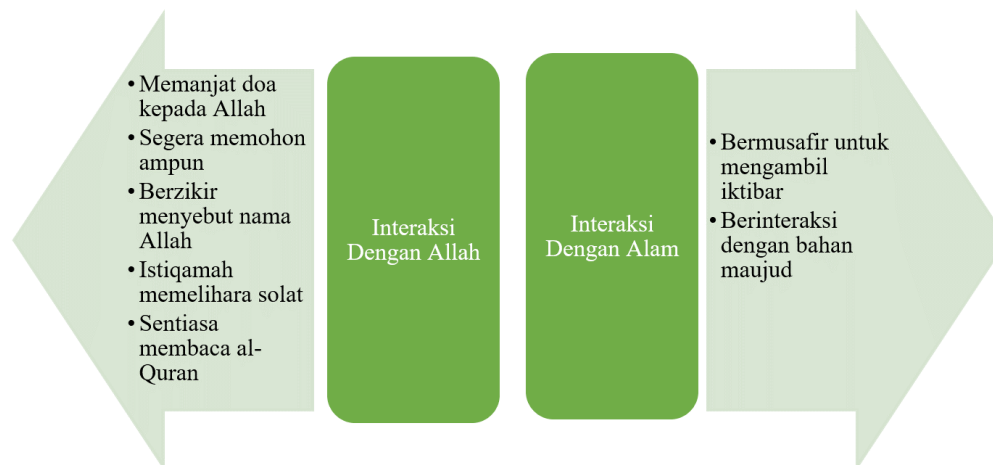 • Memanjat doa
kepada Allah
• Segera memohon
ampun
• Berzikir
menyebut nama
Allah
• Istiqamah
memelihara solat
• Sentiasa
membaca al-
Quran
Interaksi
Dengan Allah
Interaksi
Dengan Alam
• Bermusafir untuk
mengambil
iktibar
• Berinteraksi
dengan bahan
maujud